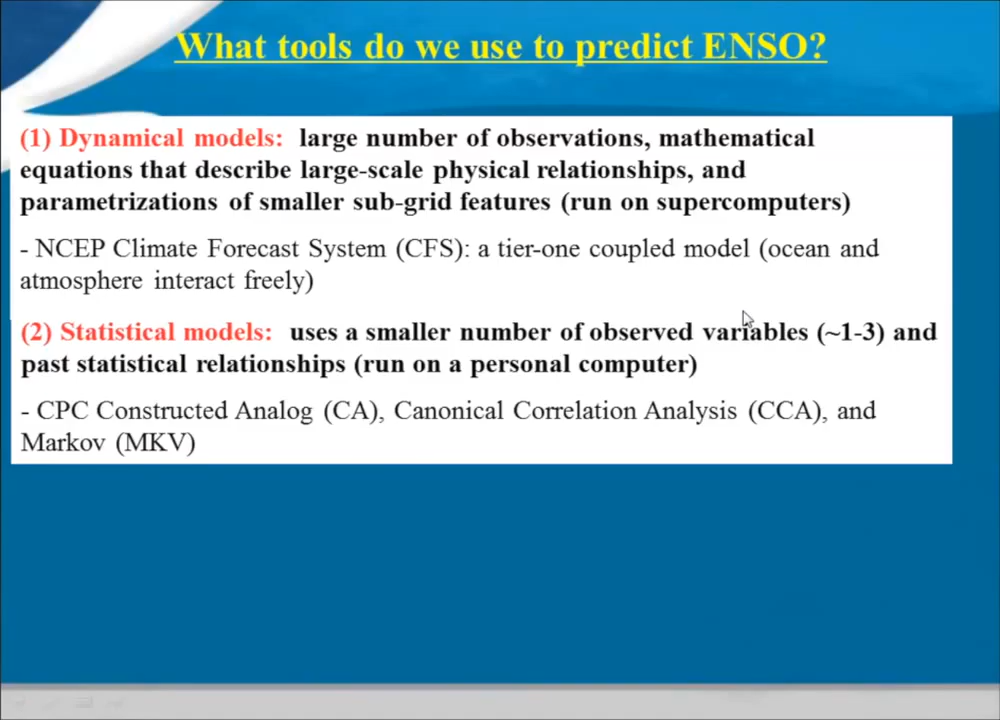 What tools do we use to predict ENSO?
(1) Dynamical models: large number of observations, mathematical
equations that describe large-scale physical relationships, and
parametrizations of smaller sub-grid features (run on supercomputers)
- NCEP Climate Forecast System (CFS): a tier-one coupled model (ocean and
atmosphere interact freely)
(2) Statistical models: uses a smaller number of observed variables (~1-3) and
past statistical relationships (run on a personal computer)
- CPC Constructed Analog (CA), Canonical Correlation Analysis (CCA), and
Markov (MKV)